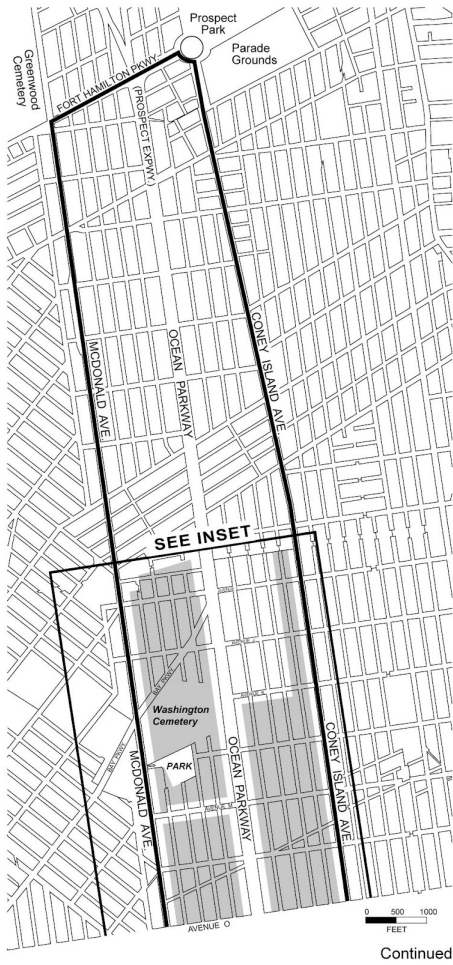 Prospect
Park
Parade
Grounds
Greenwood
Cemetery
FORT HAMILTON PKWY
(PROSPECT EXPWY)
MCDONALD AVE.
OCEAN PARKWAY
CONEY ISLAND AVE
SEE INSET
BAY PKWY
Washington
Cemetery
PARK
BAY PKWY
MCDONALD AVE.
OCEAN PARKWAY
CONEY ISLAND AVE
AVENUE M
AVENUE O
0 500 1000
FEET
Continued